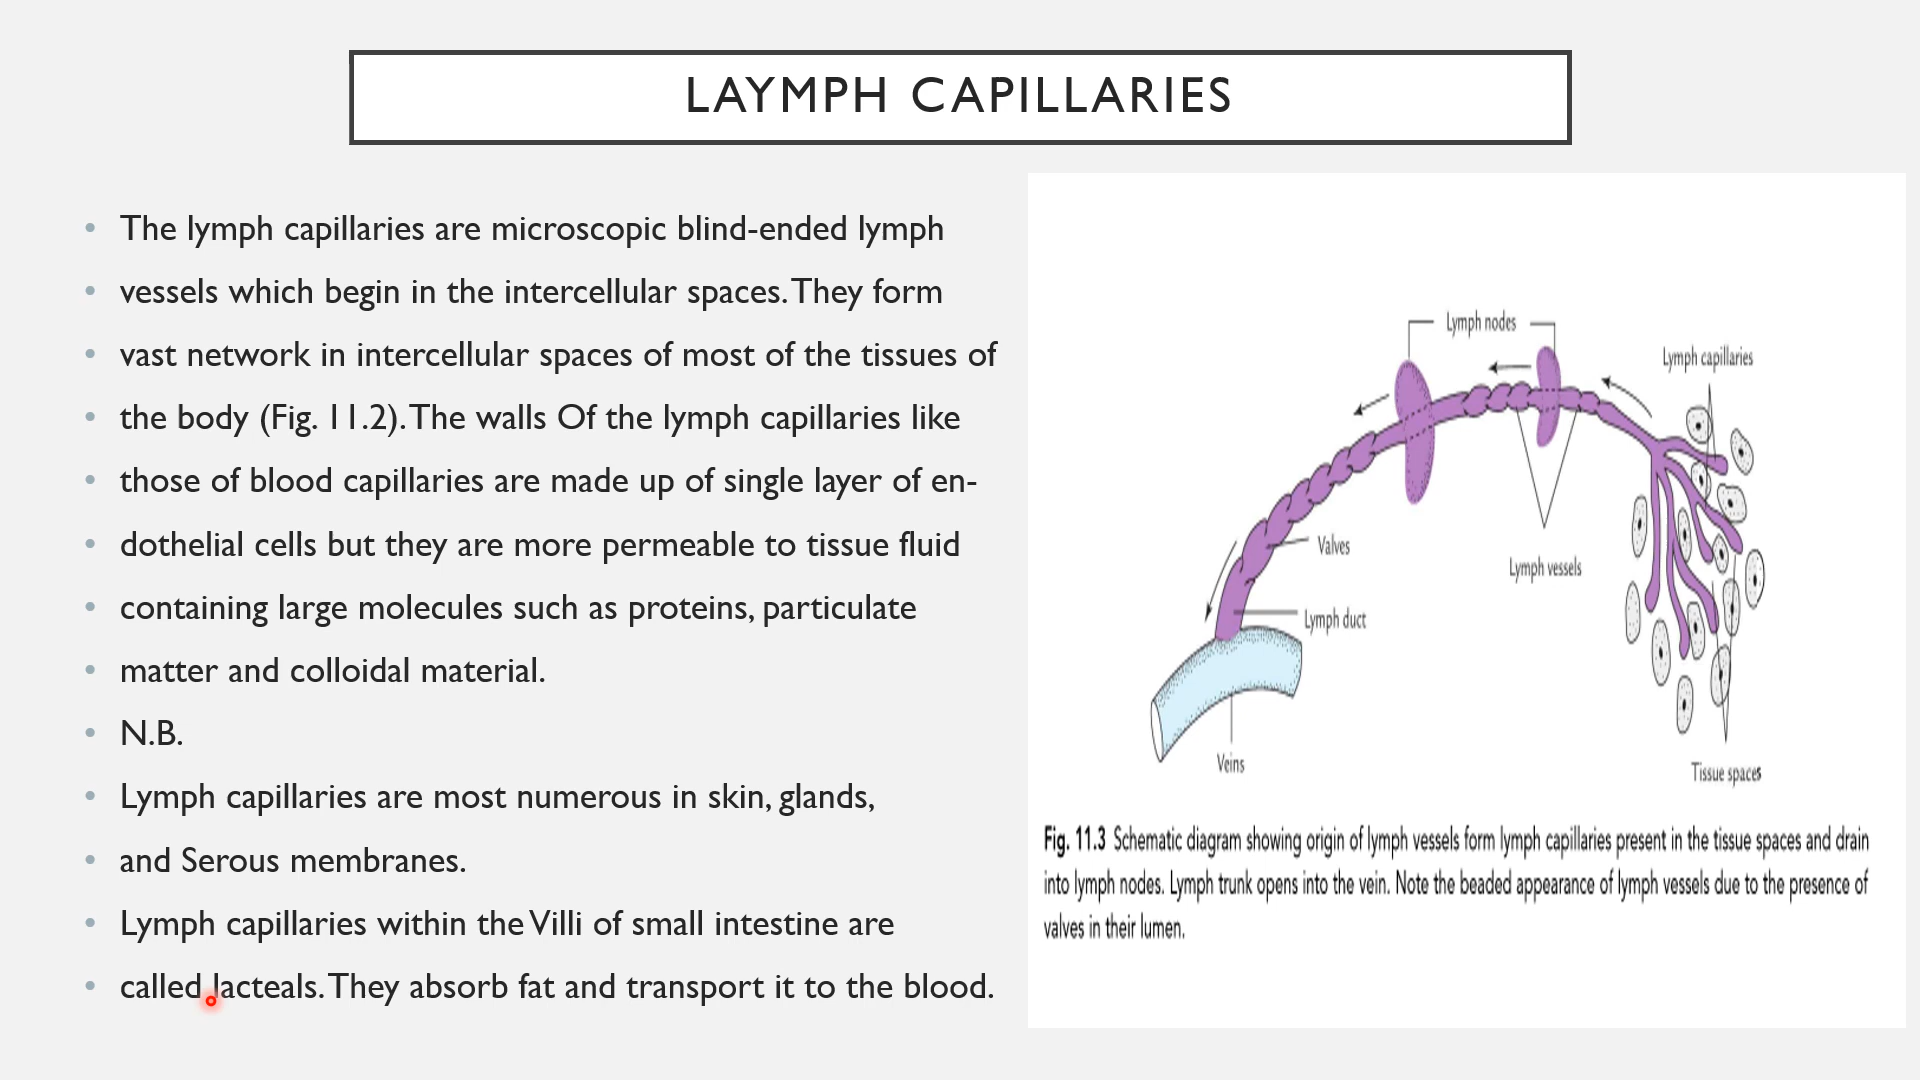 LAYMPH CAPILLARIES
• The lymph capillaries are microscopic blind-ended lymph
• vessels which begin in the intercellular spaces. They form
• vast network in intercellular spaces of most of the tissues of
• the body (Fig. 11.2). The walls Of the lymph capillaries like
• those of blood capillaries are made up of single layer of en-
• dothelial cells but they are more permeable to tissue fluid
• containing large molecules such as proteins, particulate
• matter and colloidal material.
• N.B.
• Lymph capillaries are most numerous in skin, glands,
• and Serous membranes.
• Lymph capillaries within the Villi of small intestine are
• called lacteals. They absorb fat and transport it to the blood.
Lymph nodes
Lymph capillaries
Valves
Lymph vessels
Lymph duct
Veins
Tissue spaces
Fig. 11.3 Schematic diagram showing origin of lymph vessels form lymph capillaries present in the tissue spaces and drain
into lymph nodes. Lymph trunk opens into the vein. Note the beaded appearance of lymph vessels due to the presence of
valves in their lumen.